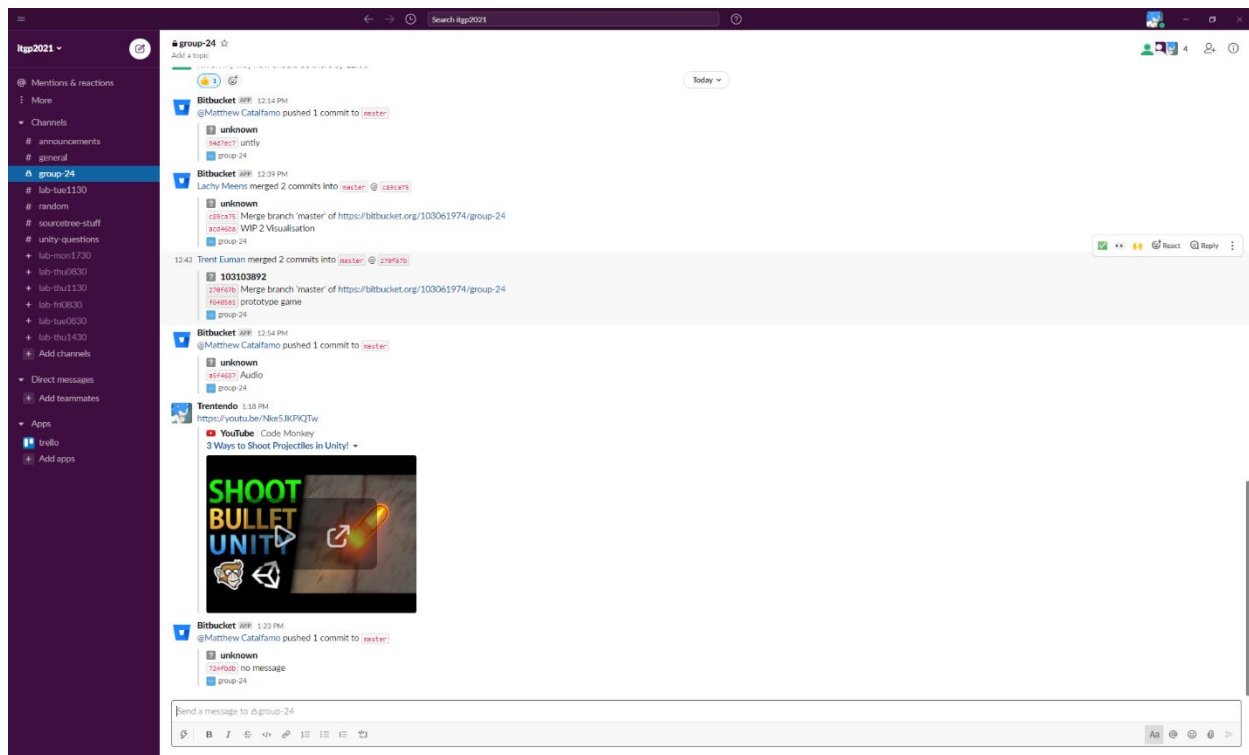 Search itgp2021
itgp2021
Mentions & reactions
More
Channels
# announcements
# general
group-24
# lab-tue1130
# random
# sourcetree-stuff
# unity-questions
+ lab-mon1730
+ lab-thu0830
+ lab-thu1130
+ lab-fri0830
+ lab-tue0830
+ lab-thu1430
+ Add channels
Direct messages
+ Add teammates
Apps
trello
+ Add apps
group-24
Add a topic
4
1
Today
Bitbucket APP 12:14 PM
@Matthew Catalfamo pushed 1 commit to master
unknown
94d7ec7 untiy
group-24
Bitbucket APP 12:39 PM
Lachy Meens merged 2 commits into master @ c89ca75
unknown
c89ca75 Merge branch 'master' of https://bitbucket.org/103061974/group-24
acd46ba WIP 2 Visualisation
group-24
React Reply
12:42 Trent Euman merged 2 commits into master @ 270f67b
103103892
270f67b Merge branch 'master' of https://bitbucket.org/103061974/group-24
f640581 prototype game
group-24
Bitbucket APP 12:54 PM
@Matthew Catalfamo pushed 1 commit to master
unknown
a5f4607 Audio
group-24
Trentendo 1:18 PM
https://youtu.be/Nke5JKPiQTw
YouTube Code Monkey
3 Ways to Shoot Projectiles in Unity!
SHOOT
BULLET
UNITY
Bitbucket APP 1:23 PM
@Matthew Catalfamo pushed 1 commit to master
unknown
724fbdb no message
group-24
Send a message to group-24
B I S </>
Aa @